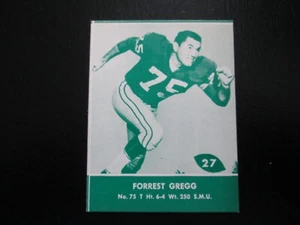 75
27
FORREST GREGG
No. 75 T Ht. 6-4 Wt. 250 S.M.U.